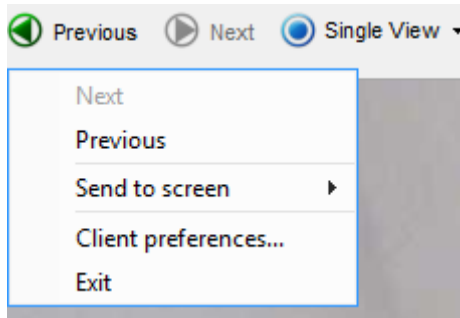 Previous Next Single View
Next
Previous
Send to screen
Client preferences...
Exit